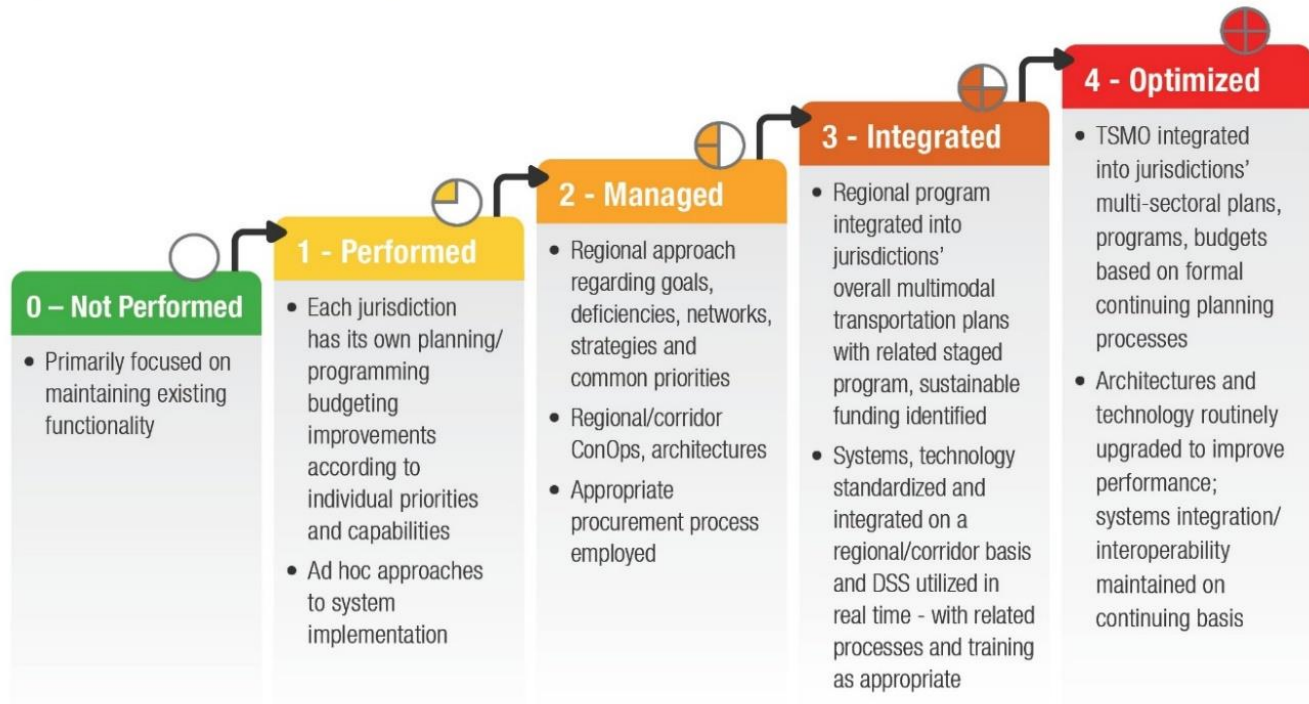 0 – Not Performed
• Primarily focused on
maintaining existing
functionality
1 - Performed
• Each jurisdiction
has its own planning/
programming
budgeting
improvements
according to
individual priorities
and capabilities
• Ad hoc approaches
to system
implementation
2 - Managed
• Regional approach
regarding goals,
deficiencies, networks,
strategies and
common priorities
• Regional/corridor
ConOps, architectures
• Appropriate
procurement process
employed
3 - Integrated
• Regional program
integrated into
jurisdictions’
overall multimodal
transportation plans
with related staged
program, sustainable
funding identified
• Systems, technology
standardized and
integrated on a
regional/corridor basis
and DSS utilized in
real time - with related
processes and training
as appropriate
4 - Optimized
• TSMO integrated
into jurisdictions’
multi-sectoral plans,
programs, budgets
based on formal
continuing planning
processes
• Architectures and
technology routinely
upgraded to improve
performance;
systems integration/
interoperability
maintained on
continuing basis